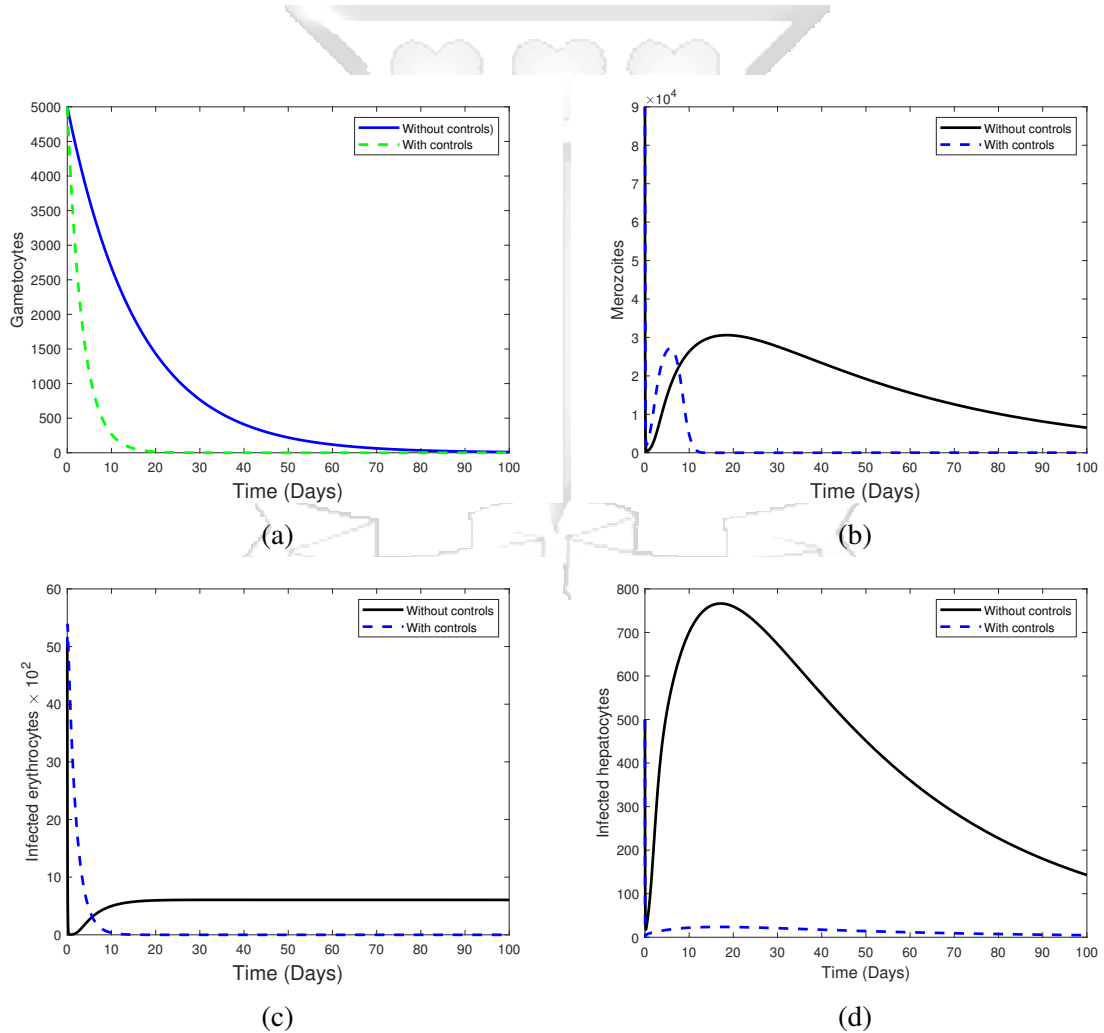 Gametocytes
5000
4500
4000
3500
3000
2500
2000
1500
1000
500
0
0 10 20 30 40 50 60 70 80 90 100
Time (Days)
Without controls)
With controls
(a)
×10⁴
Merozoites
9
8
7
6
5
4
3
2
1
0
0 10 20 30 40 50 60 70 80 90 100
Time (Days)
Without controls
With controls
(b)
Infected erythrocytes × 10²
60
50
40
30
20
10
0
0 10 20 30 40 50 60 70 80 90 100
Time (Days)
Without controls
With controls
(c)
Infected hepatocytes
800
700
600
500
400
300
200
100
0
0 10 20 30 40 50 60 70 80 90 100
Time (Days)
Without controls
With controls
(d)